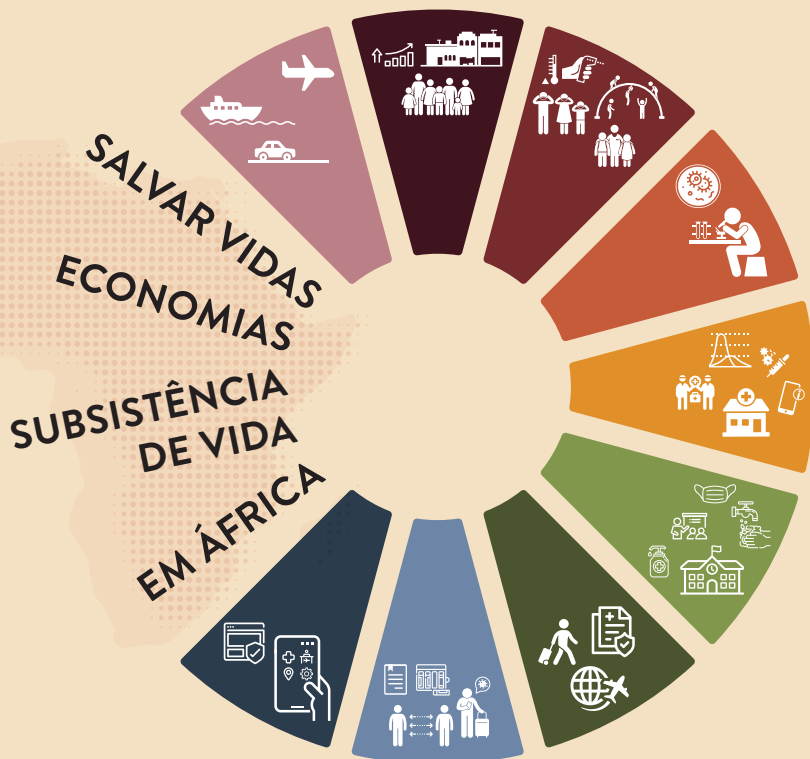 SALVAR VIDAS
ECONOMIAS
SUBSISTÊNCIA
DE VIDA
EM ÁFRICA